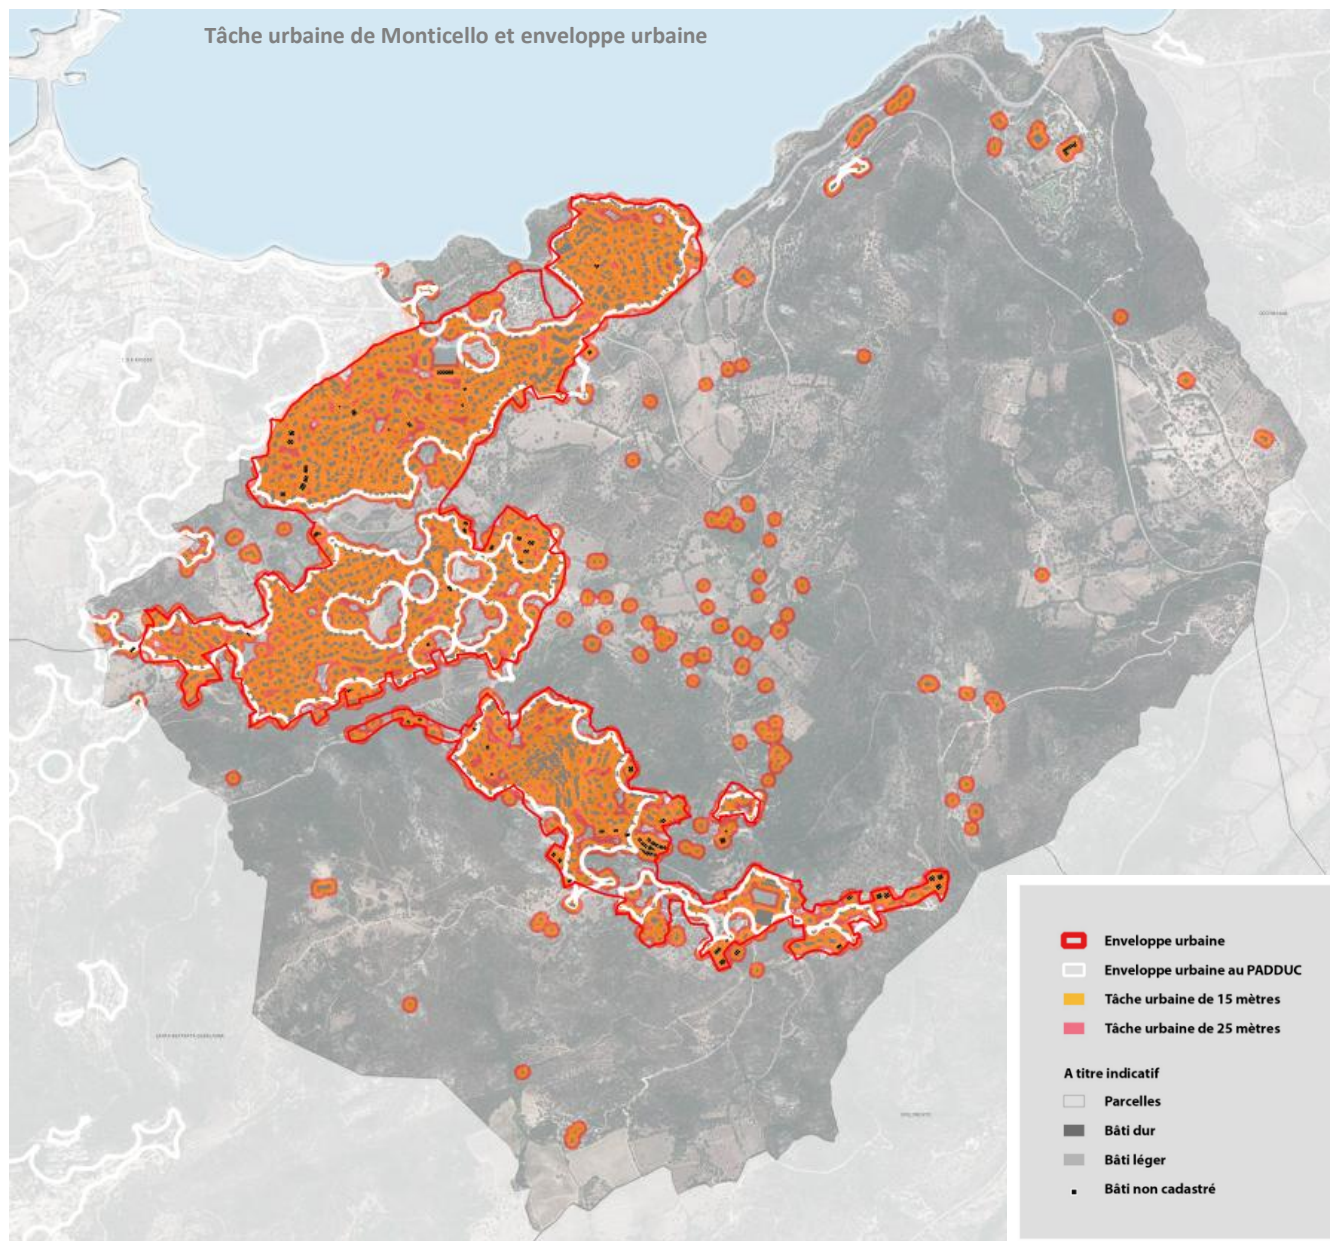 Tâche urbaine de Monticello et enveloppe urbaine
Enveloppe urbaine
Enveloppe urbaine au PADDUC
Tâche urbaine de 15 mètres
Tâche urbaine de 25 mètres
A titre indicatif
Parcelles
Bâti dur
Bâti léger
Bâti non cadastré